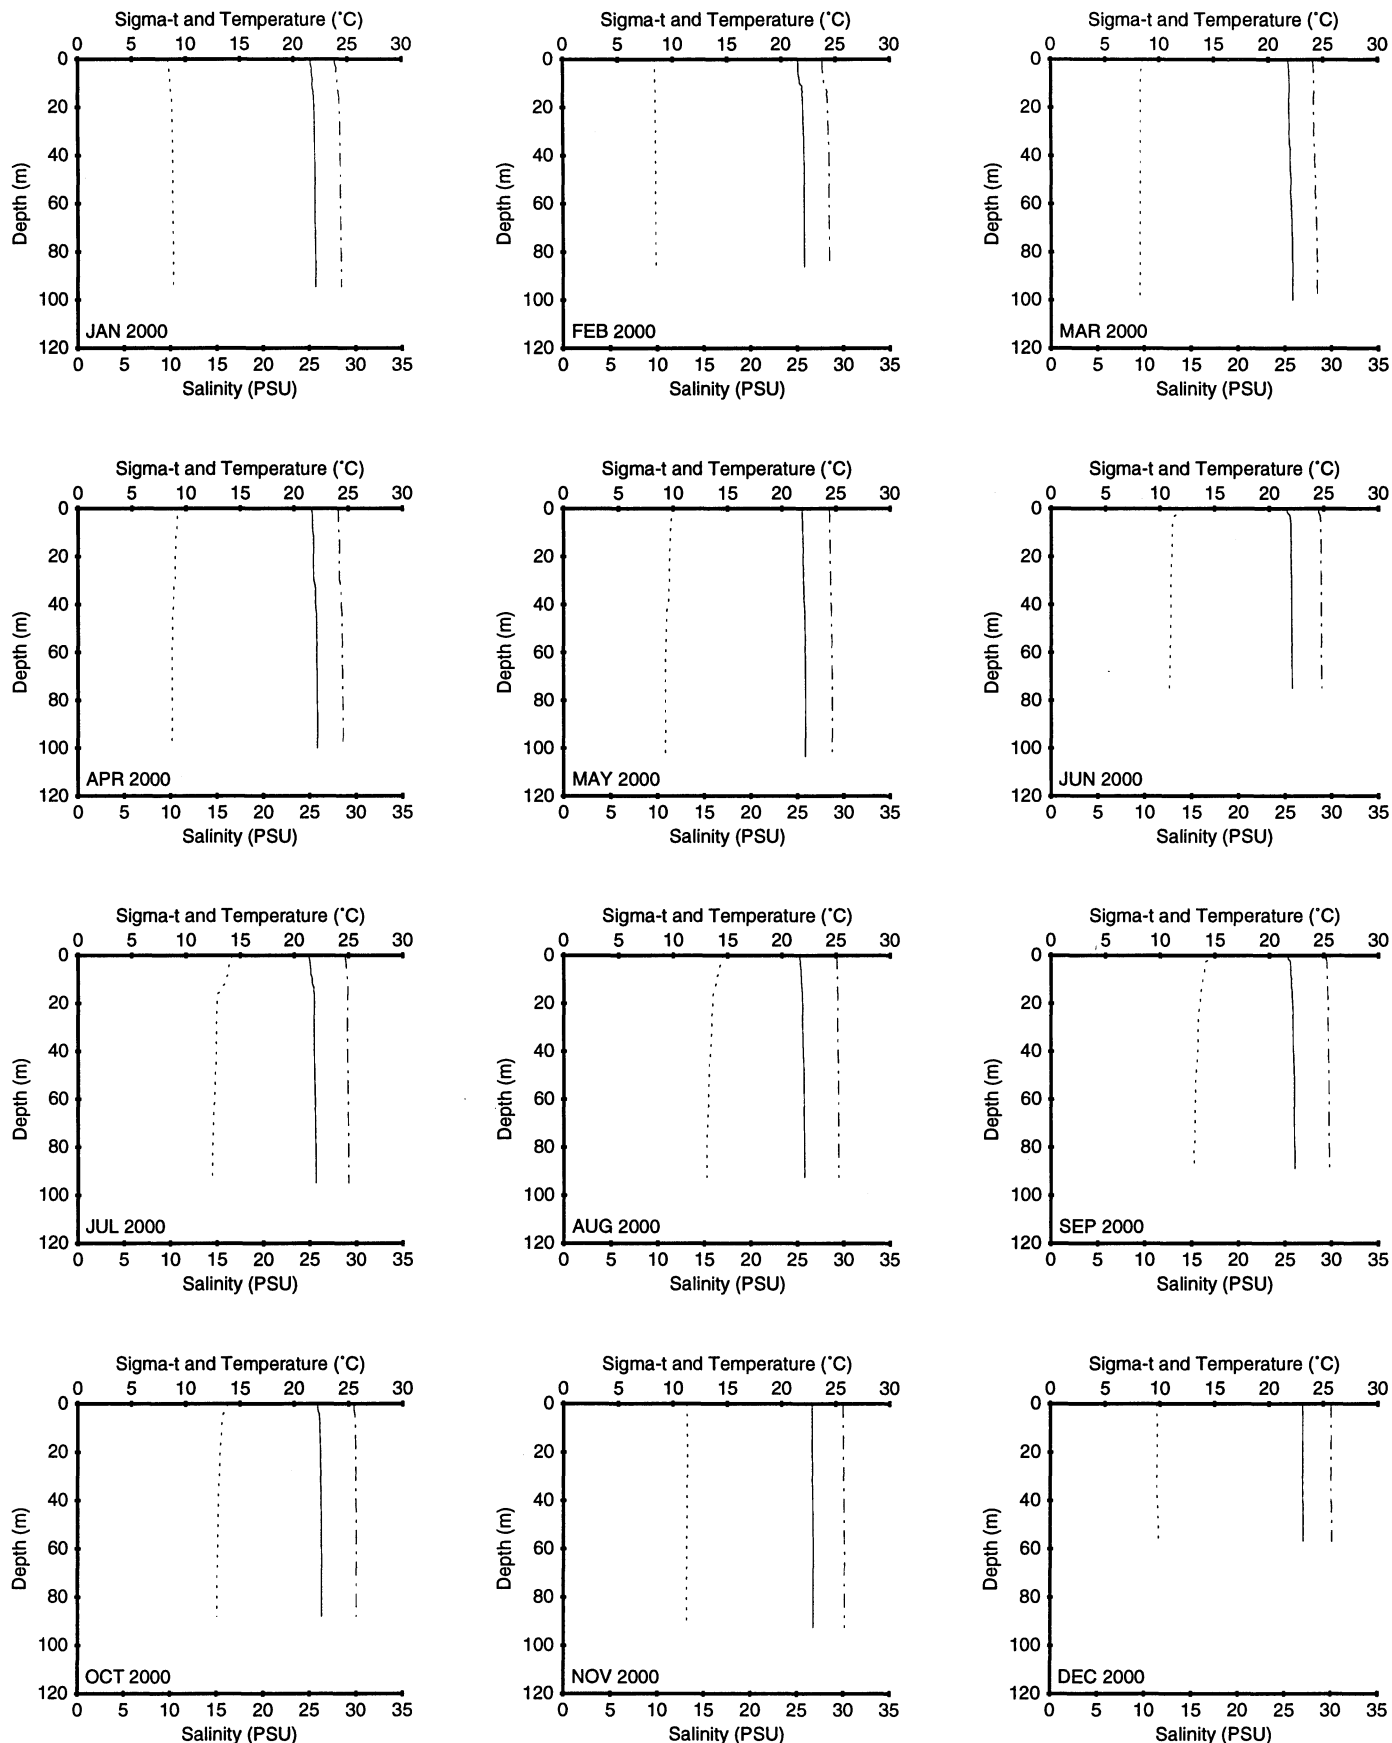 Sigma-t and Temperature (˚C) Sigma-t and Temperature (˚C) Sigma-t and Temperature (˚C)
0 5 10 15 20 25 30 0 5 10 15 20 25 30 0 5 10 15 20 25 30
0 0 0
20 20 20
40 40 40
Depth (m) Depth (m) Depth (m)
60 60 60
80 80 80
100 100 100
JAN 2000 FEB 2000 MAR 2000
120 120 120
0 5 10 15 20 25 30 35 0 5 10 15 20 25 30 35 0 5 10 15 20 25 30 35
Salinity (PSU) Salinity (PSU) Salinity (PSU)
Sigma-t and Temperature (˚C) Sigma-t and Temperature (˚C) Sigma-t and Temperature (˚C)
0 5 10 15 20 25 30 0 5 10 15 20 25 30 0 5 10 15 20 25 30
0 0 0
20 20 20
40 40 40
Depth (m) Depth (m) Depth (m)
60 60 60
80 80 80
100 100 100
APR 2000 MAY 2000 JUN 2000
120 120 120
0 5 10 15 20 25 30 35 0 5 10 15 20 25 30 35 0 5 10 15 20 25 30 35
Salinity (PSU) Salinity (PSU) Salinity (PSU)
Sigma-t and Temperature (˚C) Sigma-t and Temperature (˚C) Sigma-t and Temperature (˚C)
0 5 10 15 20 25 30 0 5 10 15 20 25 30 0 5 10 15 20 25 30
0 0 0
20 20 20
40 40 40
Depth (m) Depth (m) Depth (m)
60 60 60
80 80 80
100 100 100
JUL 2000 AUG 2000 SEP 2000
120 120 120
0 5 10 15 20 25 30 35 0 5 10 15 20 25 30 35 0 5 10 15 20 25 30 35
Salinity (PSU) Salinity (PSU) Salinity (PSU)
Sigma-t and Temperature (˚C) Sigma-t and Temperature (˚C) Sigma-t and Temperature (˚C)
0 5 10 15 20 25 30 0 5 10 15 20 25 30 0 5 10 15 20 25 30
0 0 0
20 20 20
40 40 40
Depth (m) Depth (m) Depth (m)
60 60 60
80 80 80
100 100 100
OCT 2000 NOV 2000 DEC 2000
120 120 120
0 5 10 15 20 25 30 35 0 5 10 15 20 25 30 35 0 5 10 15 20 25 30 35
Salinity (PSU) Salinity (PSU) Salinity (PSU)